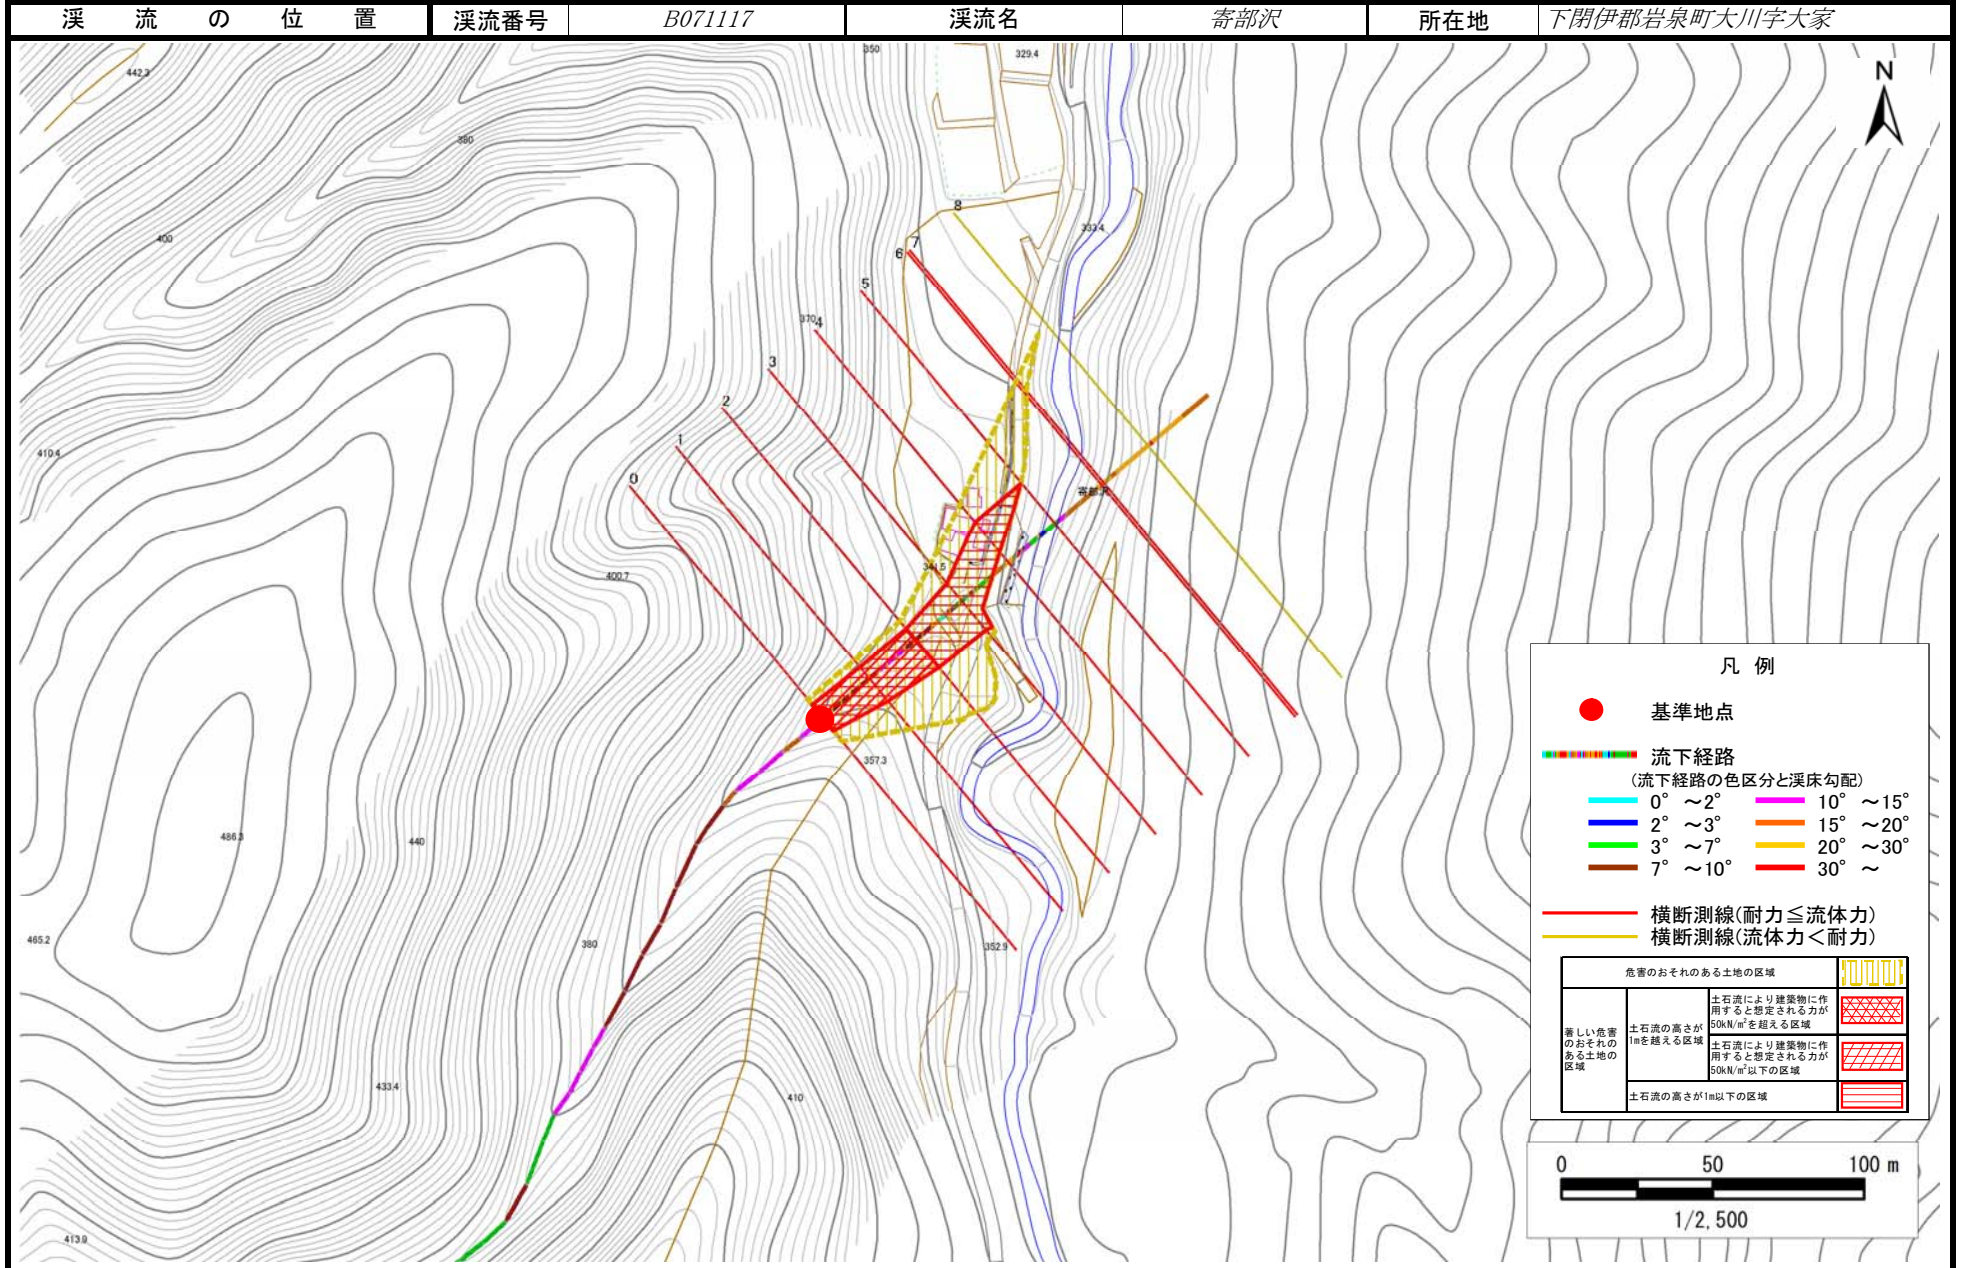 渓流の位置 渓流番号 B071117 渓流名 寄部沢 所在地 下閉伊郡岩泉町大川字大家
350
329.4
442.3
N
380
8
333.4
400
7
6
5
370.4
4
3
2
410.4
1
0
寄部沢
341.5
400.7
凡 例
基準地点
357.3
流下経路
(流下経路の色区分と渓床勾配)
0° ～2° 10° ～15°
2° ～3° 15° ～20°
3° ～7° 20° ～30°
7° ～10° 30° ～
486.3
440
横断測線(耐力≦流体力)
横断測線(流体力＜耐力)
465.2
380
352.9
危害のおそれのある土地の区域
著しい危害
のおそれの
ある土地の
区域
土石流の高さが
1mを越える区域
土石流により建築物に作
用すると想定される力が
50kN/m²を超える区域
土石流により建築物に作
用すると想定される力が
50kN/m²以下の区域
土石流の高さが1m以下の区域
433.4
410
0 50 100 m
1/2,500
413.9